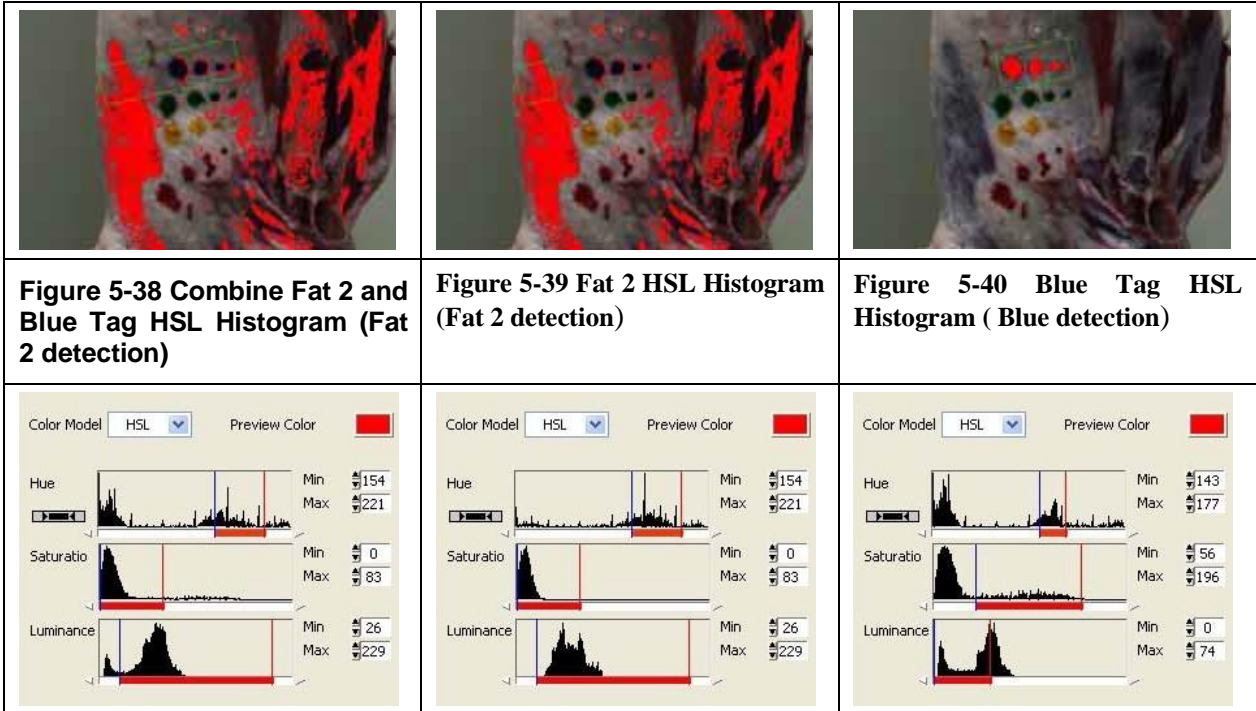 Figure 5-38 Combine Fat 2 and
Blue Tag HSL Histogram (Fat
2 detection)
Figure 5-39 Fat 2 HSL Histogram
(Fat 2 detection)
Figure 5-40 Blue Tag HSL
Histogram ( Blue detection)
Color Model HSL Preview Color
Hue Min 154
Max 221
Saturatio Min 0
Max 83
Luminance Min 26
Max 229
Color Model HSL Preview Color
Hue Min 154
Max 221
Saturatio Min 0
Max 83
Luminance Min 26
Max 229
Color Model HSL Preview Color
Hue Min 143
Max 177
Saturatio Min 56
Max 196
Luminance Min 0
Max 74